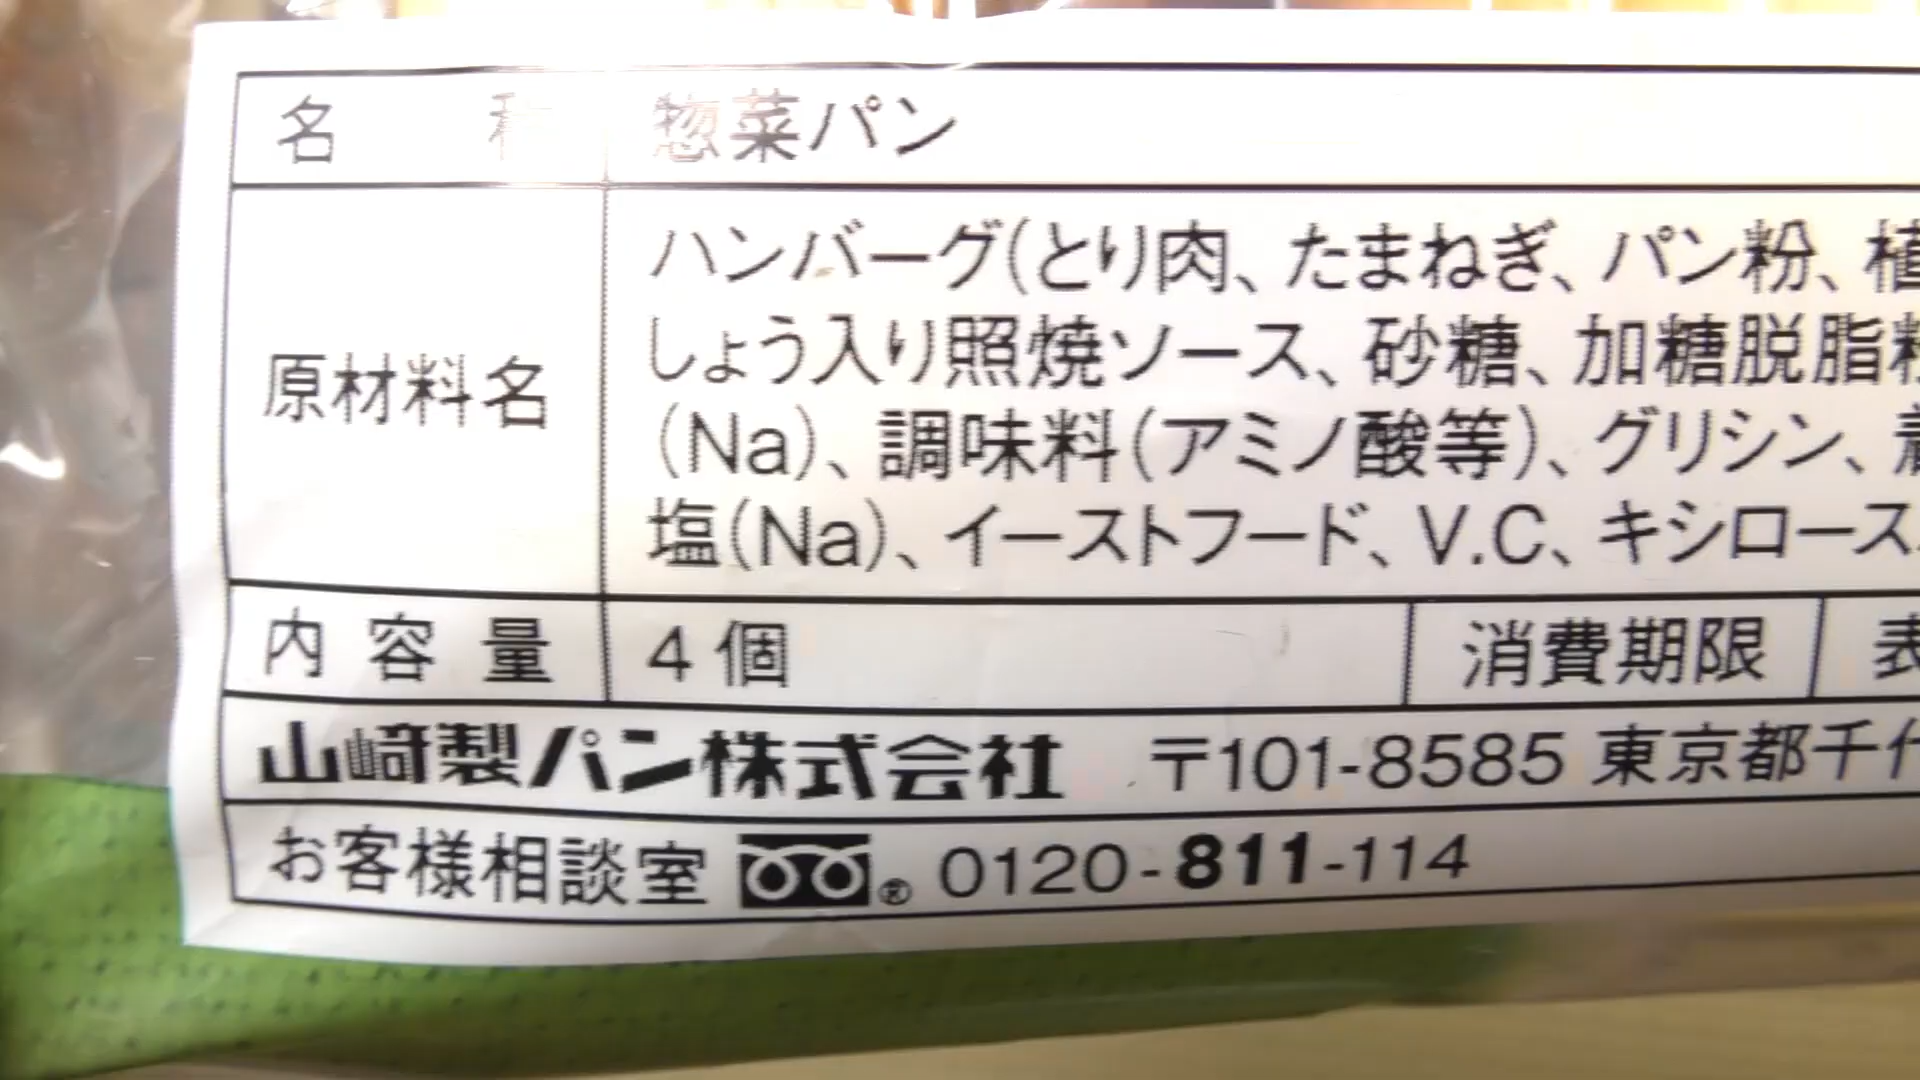 名 称 惣菜パン
原材料名
ハンバーグ(とり肉、たまねぎ、パン粉、植
しょう入り照焼ソース、砂糖、加糖脱脂粉
(Na)、調味料(アミノ酸等)、グリシン、
塩(Na)、イーストフード、V.C、キシロース、
内容量 4個 消費期限 表
山崎製パン株式会社 〒101-8585 東京都千代
お客様相談室 ® 0120-811-114